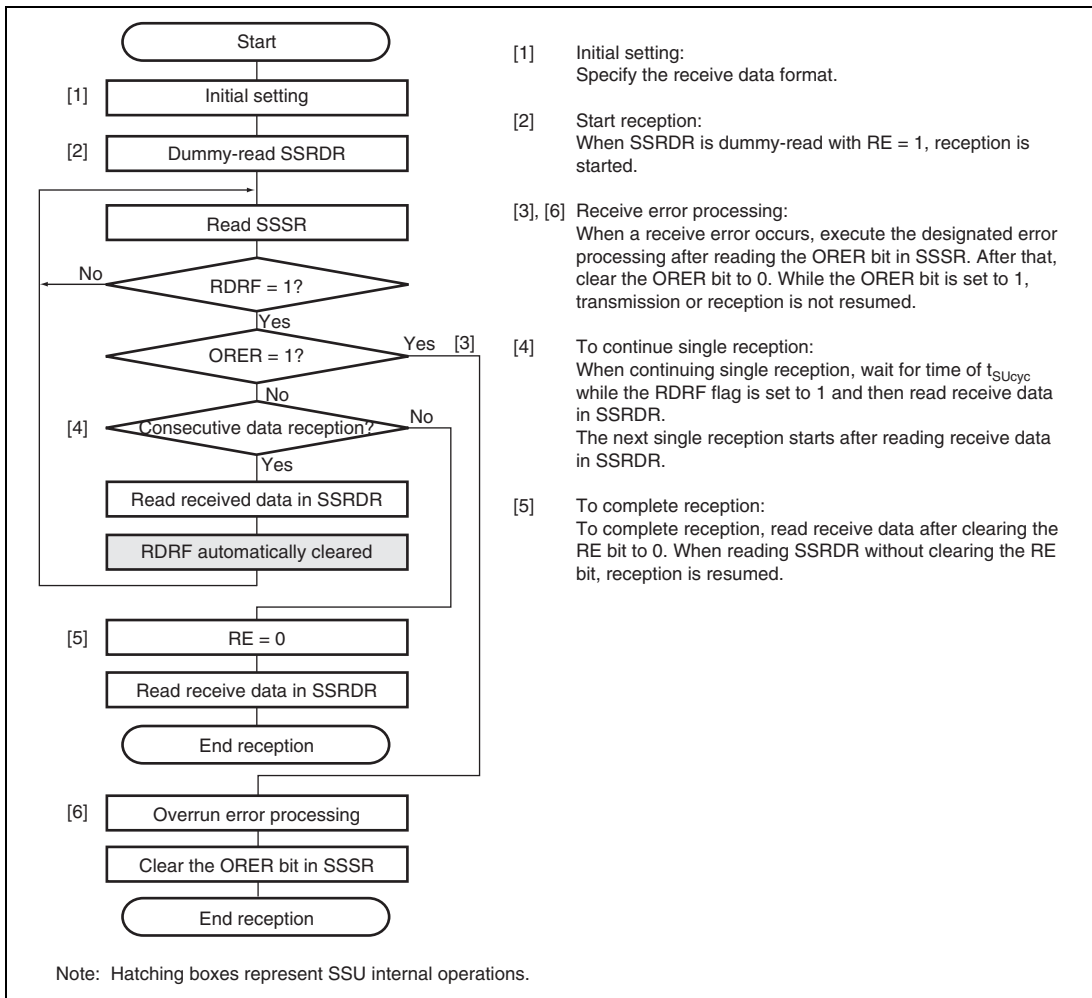 Start
[1]
Initial setting
[2]
Dummy-read SSRDR
Read SSSR
No
RDRF = 1?
Yes
ORER = 1?
Yes [3]
No
[4]
Consecutive data reception?
No
Yes
Read received data in SSRDR
RDRF automatically cleared
[5]
RE = 0
Read receive data in SSRDR
End reception
[6]
Overrun error processing
Clear the ORER bit in SSSR
End reception
[1] Initial setting:
Specify the receive data format.
[2] Start reception:
When SSRDR is dummy-read with RE = 1, reception is
started.
[3], [6] Receive error processing:
When a receive error occurs, execute the designated error
processing after reading the ORER bit in SSSR. After that,
clear the ORER bit to 0. While the ORER bit is set to 1,
transmission or reception is not resumed.
[4] To continue single reception:
When continuing single reception, wait for time of tSUcyc
while the RDRF flag is set to 1 and then read receive data
in SSRDR.
The next single reception starts after reading receive data
in SSRDR.
[5] To complete reception:
To complete reception, read receive data after clearing the
RE bit to 0. When reading SSRDR without clearing the RE
bit, reception is resumed.
Note: Hatching boxes represent SSU internal operations.